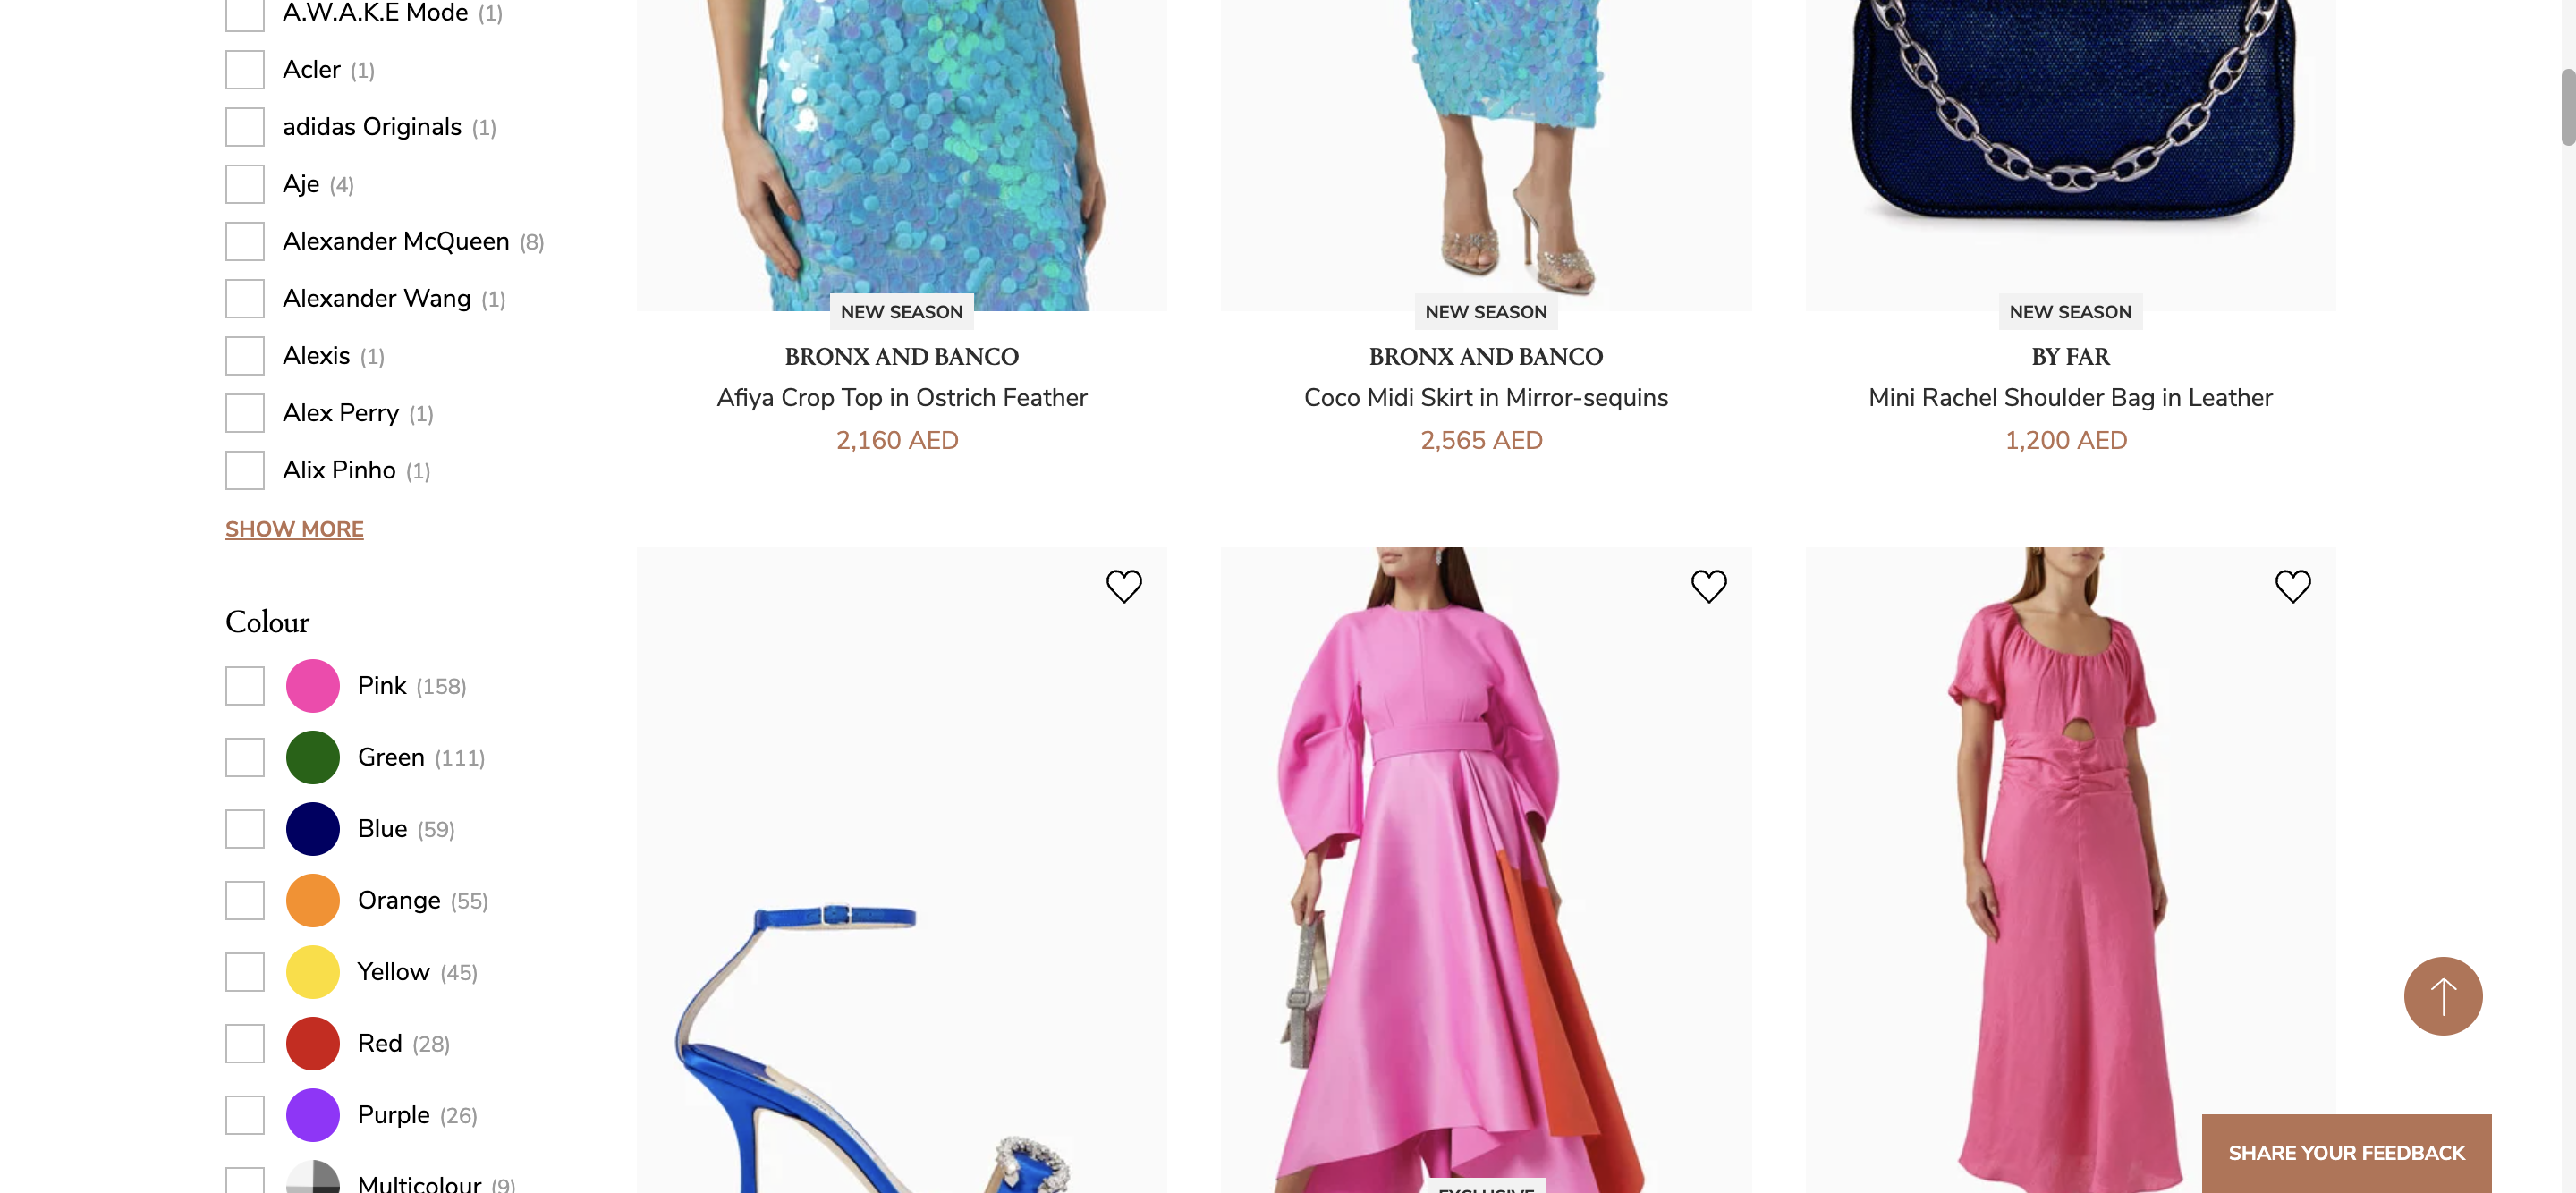 A.W.A.K.E Mode (1)
Acler (1)
adidas Originals (1)
Aje (4)
Alexander McQueen (8)
Alexander Wang (1)
Alexis (1)
Alex Perry (1)
Alix Pinho (1)
SHOW MORE
Colour
Pink (158)
Green (111)
Blue (59)
Orange (55)
Yellow (45)
Red (28)
Purple (26)
Multicolour (9)
NEW SEASON
BRONX AND BANCO
Afiya Crop Top in Ostrich Feather
2,160 AED
NEW SEASON
BRONX AND BANCO
Coco Midi Skirt in Mirror-sequins
2,565 AED
NEW SEASON
BY FAR
Mini Rachel Shoulder Bag in Leather
1,200 AED
EXCLUSIVE
SHARE YOUR FEEDBACK